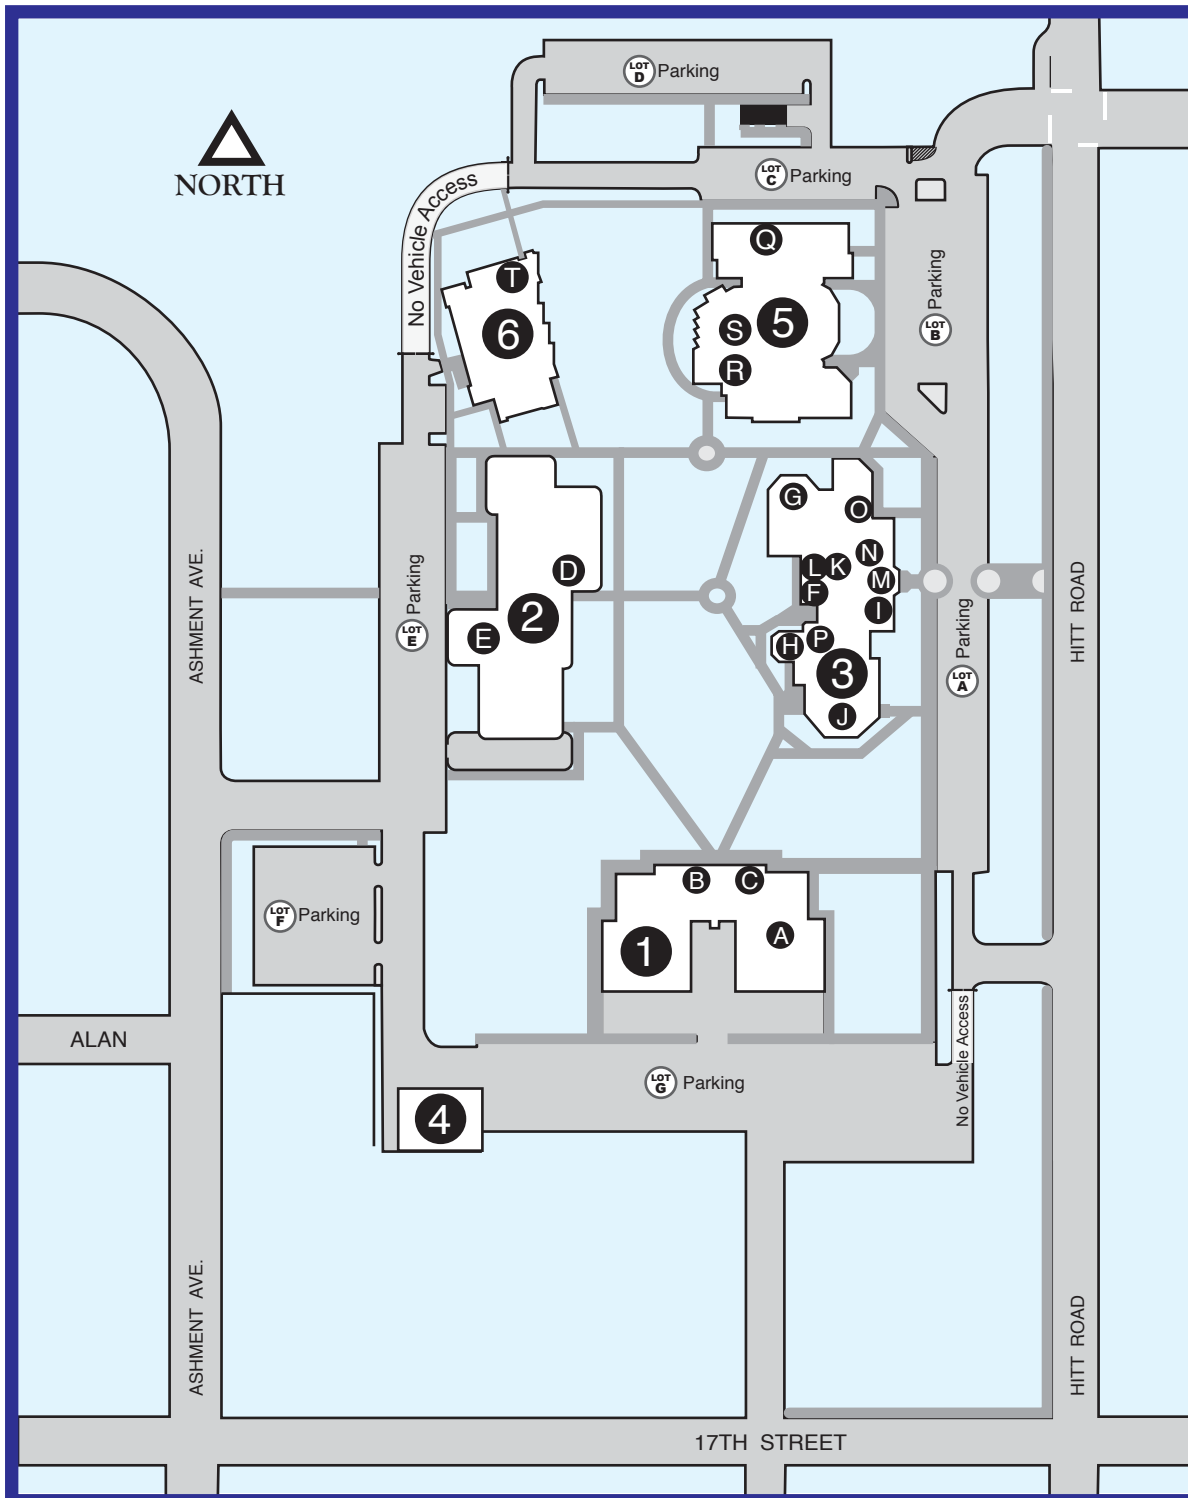 LOT
D
Parking
NORTH
LOT
C
Parking
No Vehicle Access
Q
T
6
S
5
R
LOT
B
Parking
G
O
N
L
K
M
F
I
H
P
3
J
D
2
E
LOT
E
Parking
ASHMENT AVE.
HITT ROAD
LOT
A
Parking
B
C
A
1
LOT
F
Parking
ALAN
No Vehicle Access
LOT
G
Parking
4
ASHMENT AVE.
HITT ROAD
17TH STREET